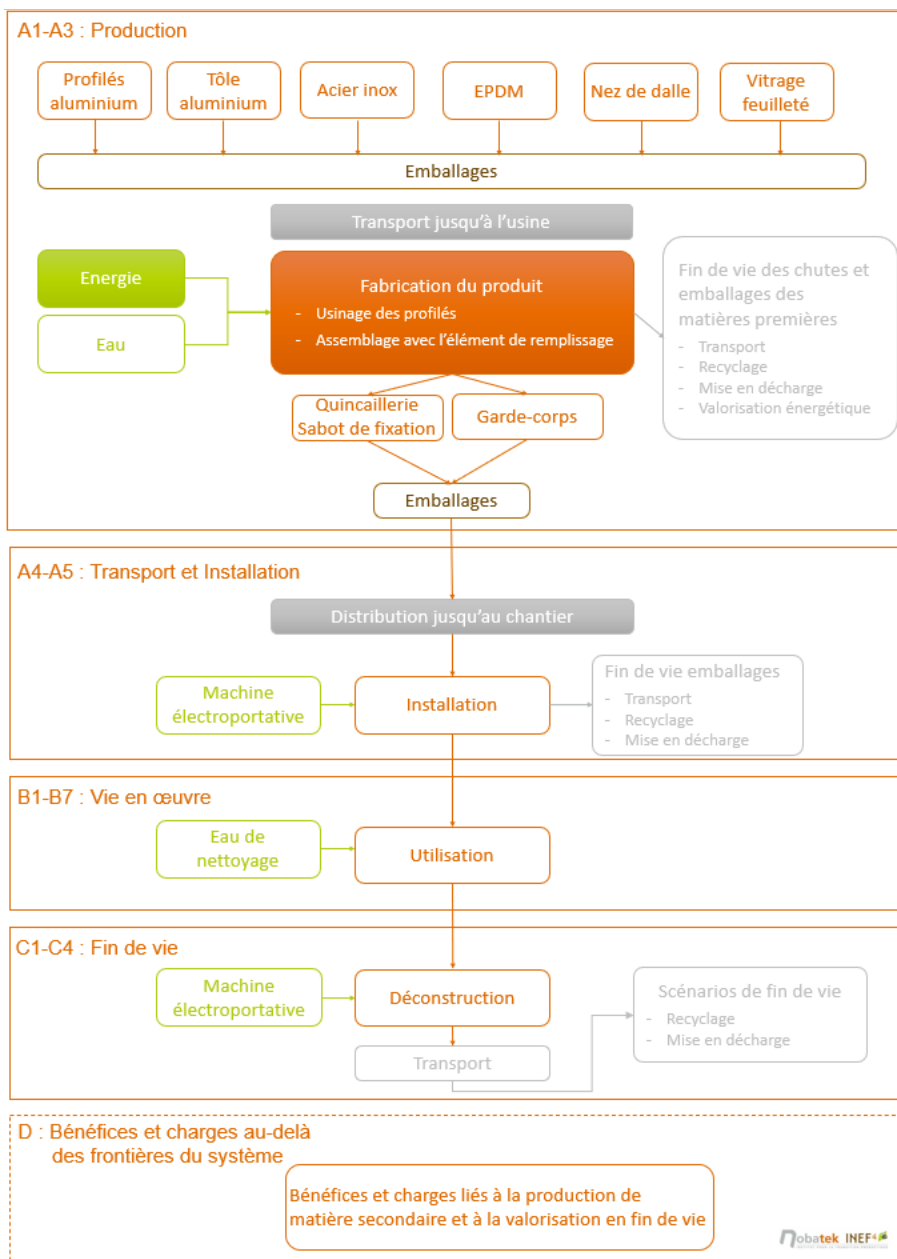 A1-A3 : Production
Profilés
aluminium
Tôle
aluminium
Acier inox
EPDM
Nez de dalle
Vitrage
feuilleté
Emballages
Transport jusqu'à l'usine
Energie
Eau
Fabrication du produit
- Usinage des profilés
- Assemblage avec l'élément de remplissage
Fin de vie des chutes et
emballages des
matières premières
- Transport
- Recyclage
- Mise en décharge
- Valorisation énergétique
Quincaillerie
Sabot de fixation
Garde-corps
Emballages
A4-A5 : Transport et Installation
Distribution jusqu'au chantier
Machine
électroportative
Installation
Fin de vie emballages
- Transport
- Recyclage
- Mise en décharge
B1-B7 : Vie en œuvre
Eau de
nettoyage
Utilisation
C1-C4 : Fin de vie
Machine
électroportative
Déconstruction
Transport
Scénarios de fin de vie
- Recyclage
- Mise en décharge
D : Bénéfices et charges au-delà
des frontières du système
Bénéfices et charges liés à la production de
matière secondaire et à la valorisation en fin de vie
nobatek INEF4